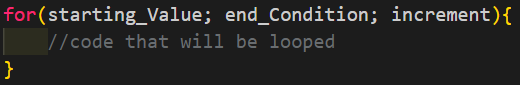 for(starting_Value; end_Condition; increment){
//code that will be looped
}